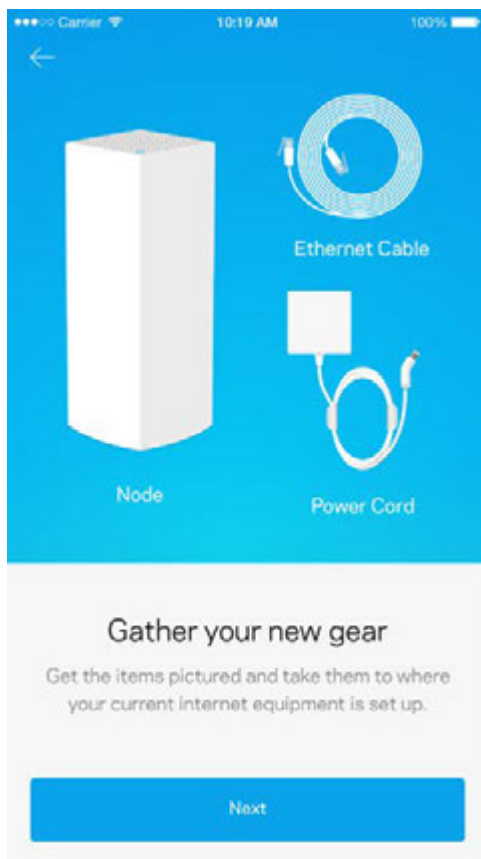 Carrier 10:19 AM 100%
Ethernet Cable
Node
Power Cord
Gather your new gear
Get the items pictured and take them to where
your current internet equipment is set up.
Next